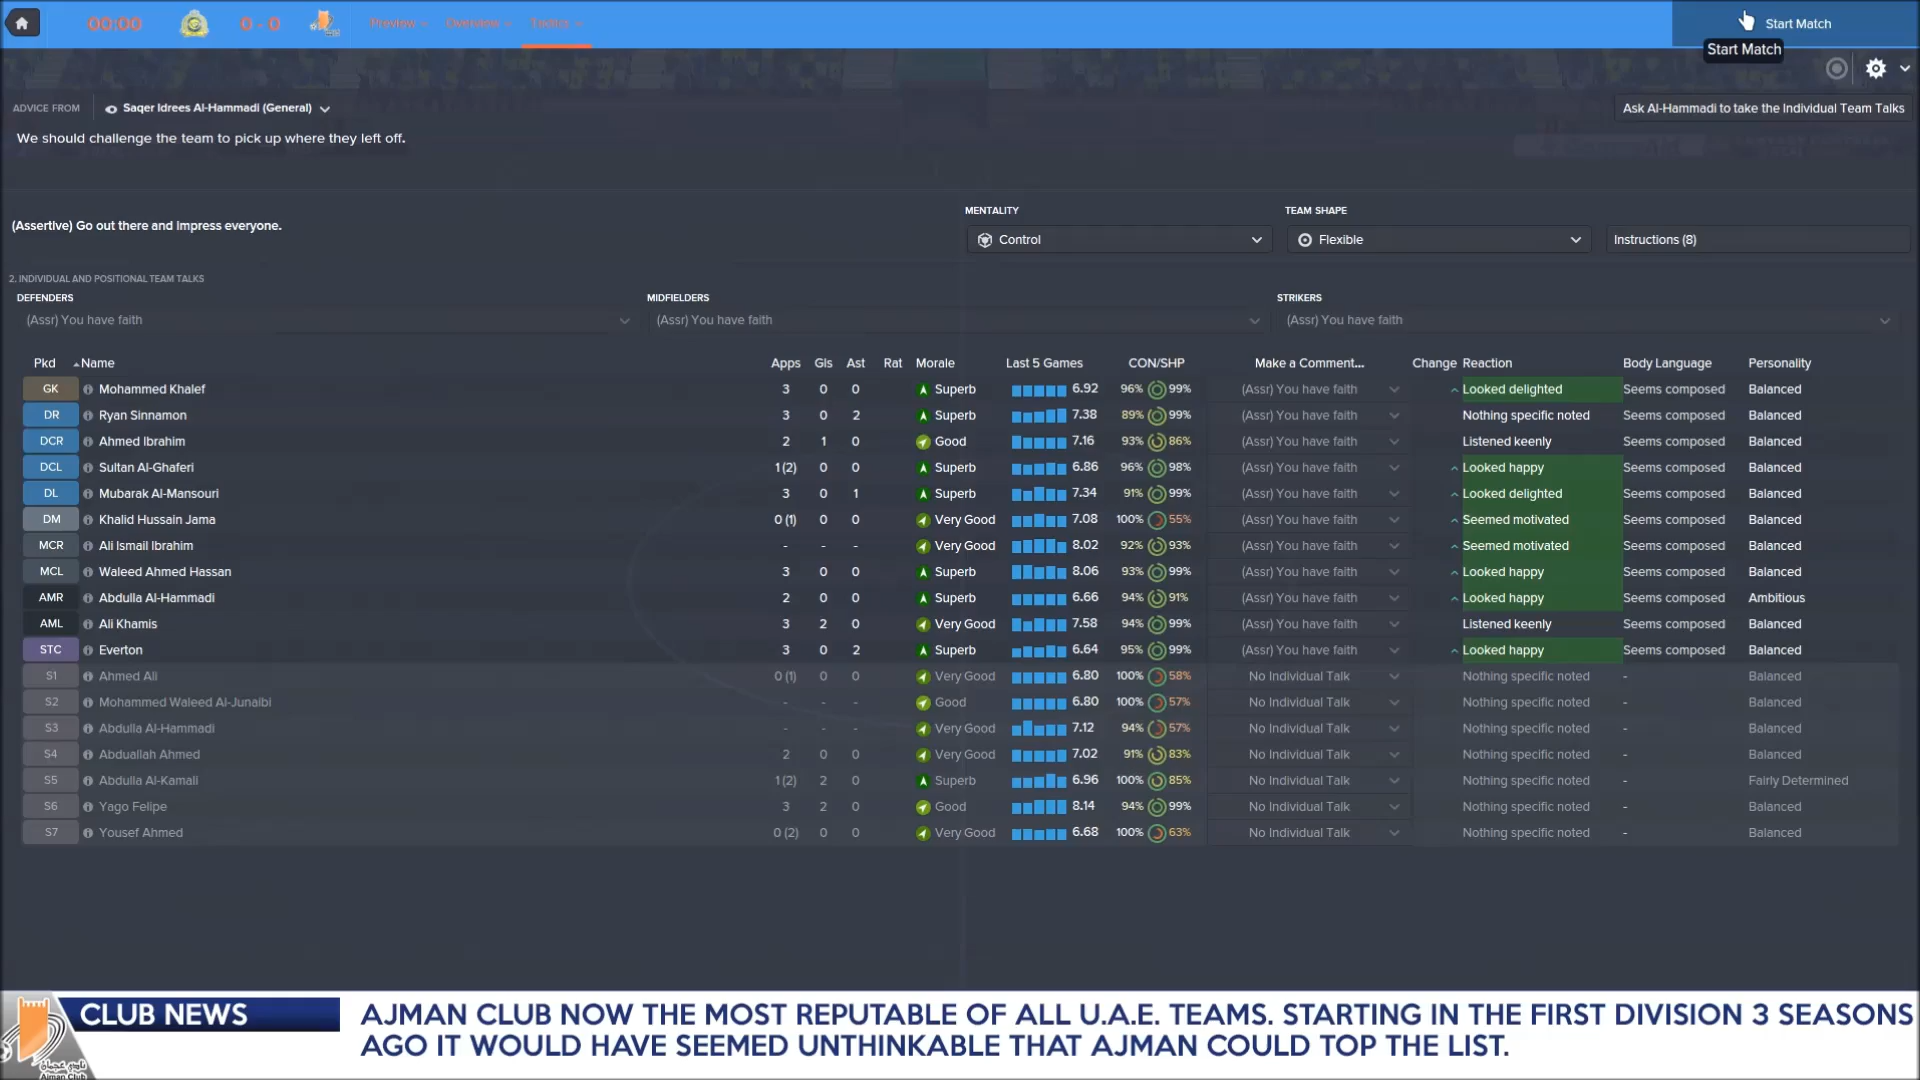 00:00 0 - 0 Preview Overview Tactics Start Match
Start Match
ADVICE FROM Saqer Idrees Al-Hammadi (General) Ask Al-Hammadi to take the Individual Team Talks
We should challenge the team to pick up where they left off.
MENTALITY TEAM SHAPE
(Assertive) Go out there and impress everyone. Control Flexible Instructions (8)
2. INDIVIDUAL AND POSITIONAL TEAM TALKS
DEFENDERS MIDFIELDERS STRIKERS
(Assr) You have faith (Assr) You have faith (Assr) You have faith
Pkd Name Apps Gls Ast Rat Morale Last 5 Games CON/SHP Make a Comment... Change Reaction Body Language Personality
GK Mohammed Khalef 3 0 0 Superb 6.92 96% 99% (Assr) You have faith Looked delighted Seems composed Balanced
DR Ryan Sinnamon 3 0 2 Superb 7.38 89% 99% (Assr) You have faith Nothing specific noted Seems composed Balanced
DCR Ahmed Ibrahim 2 1 0 Good 7.16 93% 86% (Assr) You have faith Listened keenly Seems composed Balanced
DCL Sultan Al-Ghaferi 1(2) 0 0 Superb 6.86 96% 98% (Assr) You have faith Looked happy Seems composed Balanced
DL Mubarak Al-Mansouri 3 0 1 Superb 7.34 91% 99% (Assr) You have faith Looked delighted Seems composed Balanced
DM Khalid Hussain Jama 0 (1) 0 0 Very Good 7.08 100% 55% (Assr) You have faith Seemed motivated Seems composed Balanced
MCR Ali Ismail Ibrahim - - - Very Good 8.02 92% 93% (Assr) You have faith Seemed motivated Seems composed Balanced
MCL Waleed Ahmed Hassan 3 0 0 Superb 8.06 93% 99% (Assr) You have faith Looked happy Seems composed Balanced
AMR Abdulla Al-Hammadi 2 0 0 Superb 6.66 94% 91% (Assr) You have faith Looked happy Seems composed Ambitious
AML Ali Khamis 3 2 0 Very Good 7.58 94% 99% (Assr) You have faith Listened keenly Seems composed Balanced
STC Everton 3 0 2 Superb 6.64 95% 99% (Assr) You have faith Looked happy Seems composed Balanced
S1 Ahmed Ali 0 (1) 0 0 Very Good 6.80 100% 58% No Individual Talk Nothing specific noted - Balanced
S2 Mohammed Waleed Al-Junaibi - - - Good 6.80 100% 57% No Individual Talk Nothing specific noted - Balanced
S3 Abdulla Al-Hammadi - - - Very Good 7.12 94% 57% No Individual Talk Nothing specific noted - Balanced
S4 Abduallah Ahmed 2 0 0 Very Good 7.02 91% 83% No Individual Talk Nothing specific noted - Balanced
S5 Abdulla Al-Kamali 1(2) 2 0 Superb 6.96 100% 85% No Individual Talk Nothing specific noted - Fairly Determined
S6 Yago Felipe 3 2 0 Good 8.14 94% 99% No Individual Talk Nothing specific noted - Balanced
S7 Yousef Ahmed 0 (2) 0 0 Very Good 6.68 100% 63% No Individual Talk Nothing specific noted - Balanced
CLUB NEWS AJMAN CLUB NOW THE MOST REPUTABLE OF ALL U.A.E. TEAMS. STARTING IN THE FIRST DIVISION 3 SEASONS
AGO IT WOULD HAVE SEEMED UNTHINKABLE THAT AJMAN COULD TOP THE LIST.
Ajman Club